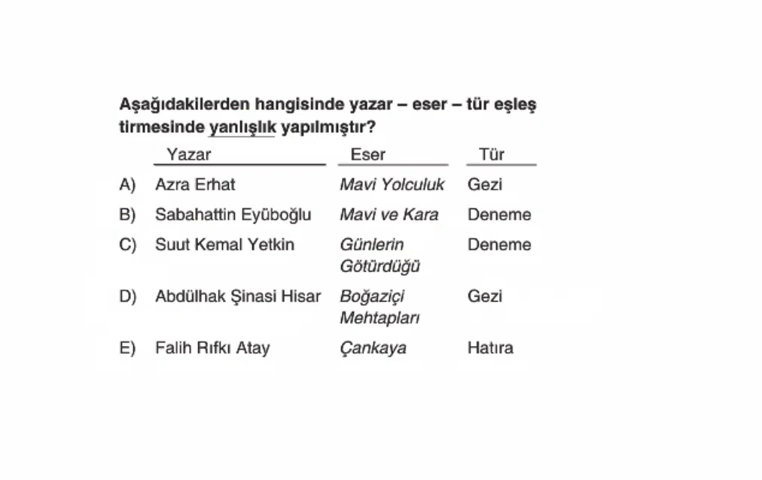 Aşağıdakilerden hangisinde yazar – eser – tür eşleş
tirmesinde yanlışlık yapılmıştır?
Yazar Eser Tür
A) Azra Erhat Mavi Yolculuk Gezi
B) Sabahattin Eyüboğlu Mavi ve Kara Deneme
C) Suut Kemal Yetkin Günlerin Deneme
Götürdüğü
D) Abdülhak Şinasi Hisar Boğaziçi Gezi
Mehtapları
E) Falih Rıfkı Atay Çankaya Hatıra